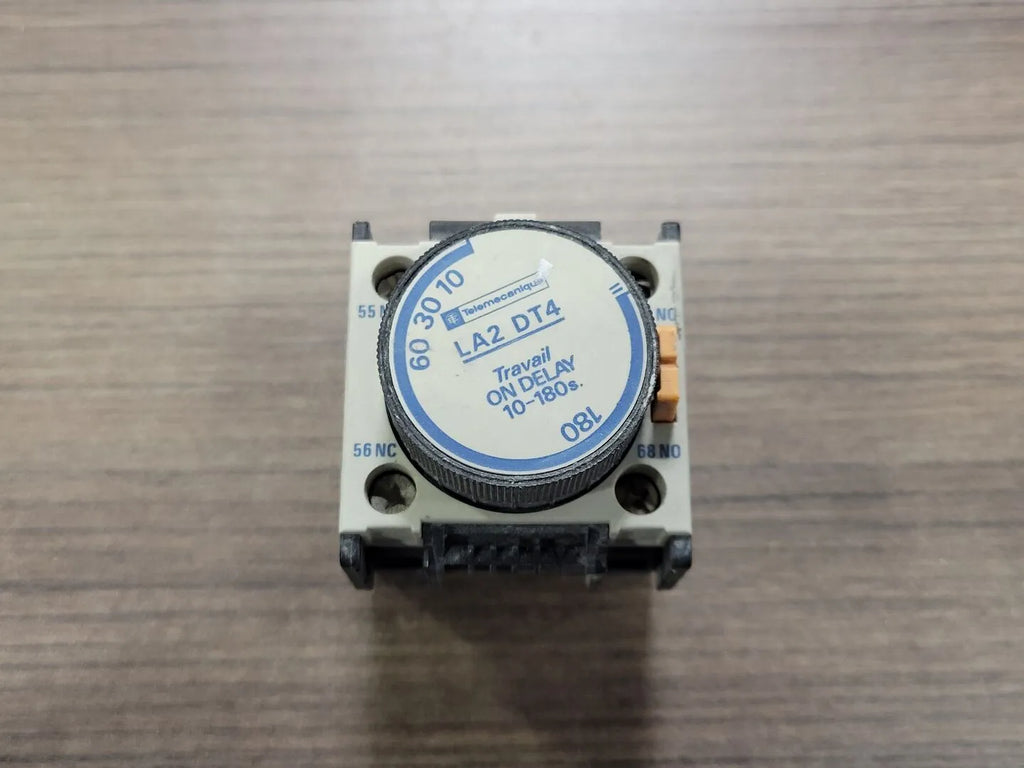 10
30
60
Telemecanique
LA2 DT4
Travail
ON DELAY
10-180s.
180
55
NO
56 NC
68 NO